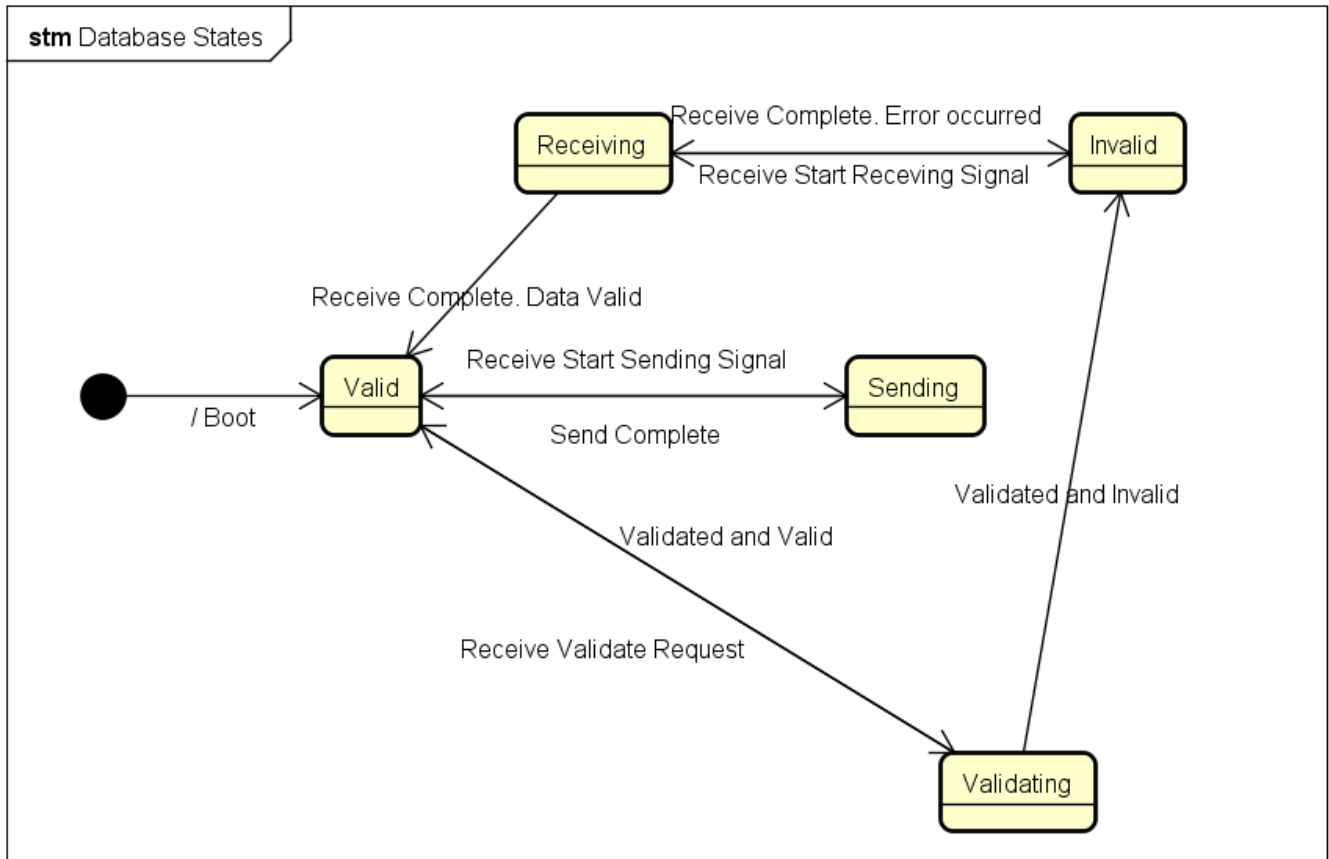 stm Database States
Receive Complete. Error occurred
Receiving
Invalid
Receive Start Receving Signal
Receive Complete. Data Valid
Receive Start Sending Signal
Valid
Sending
/ Boot
Send Complete
Validated and Invalid
Validated and Valid
Receive Validate Request
Validating